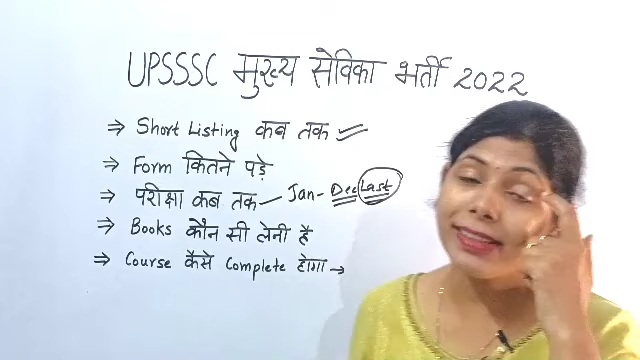 UPSSSC मुख्य सेविका भर्ती 2022
⇒ Short Listing कब तक
⇒ Form कितने पड़े
⇒ परीक्षा कब तक – Jan - Dec Last
⇒ Books कौन सी लेनी है
⇒ Course कैसे Complete होगा →